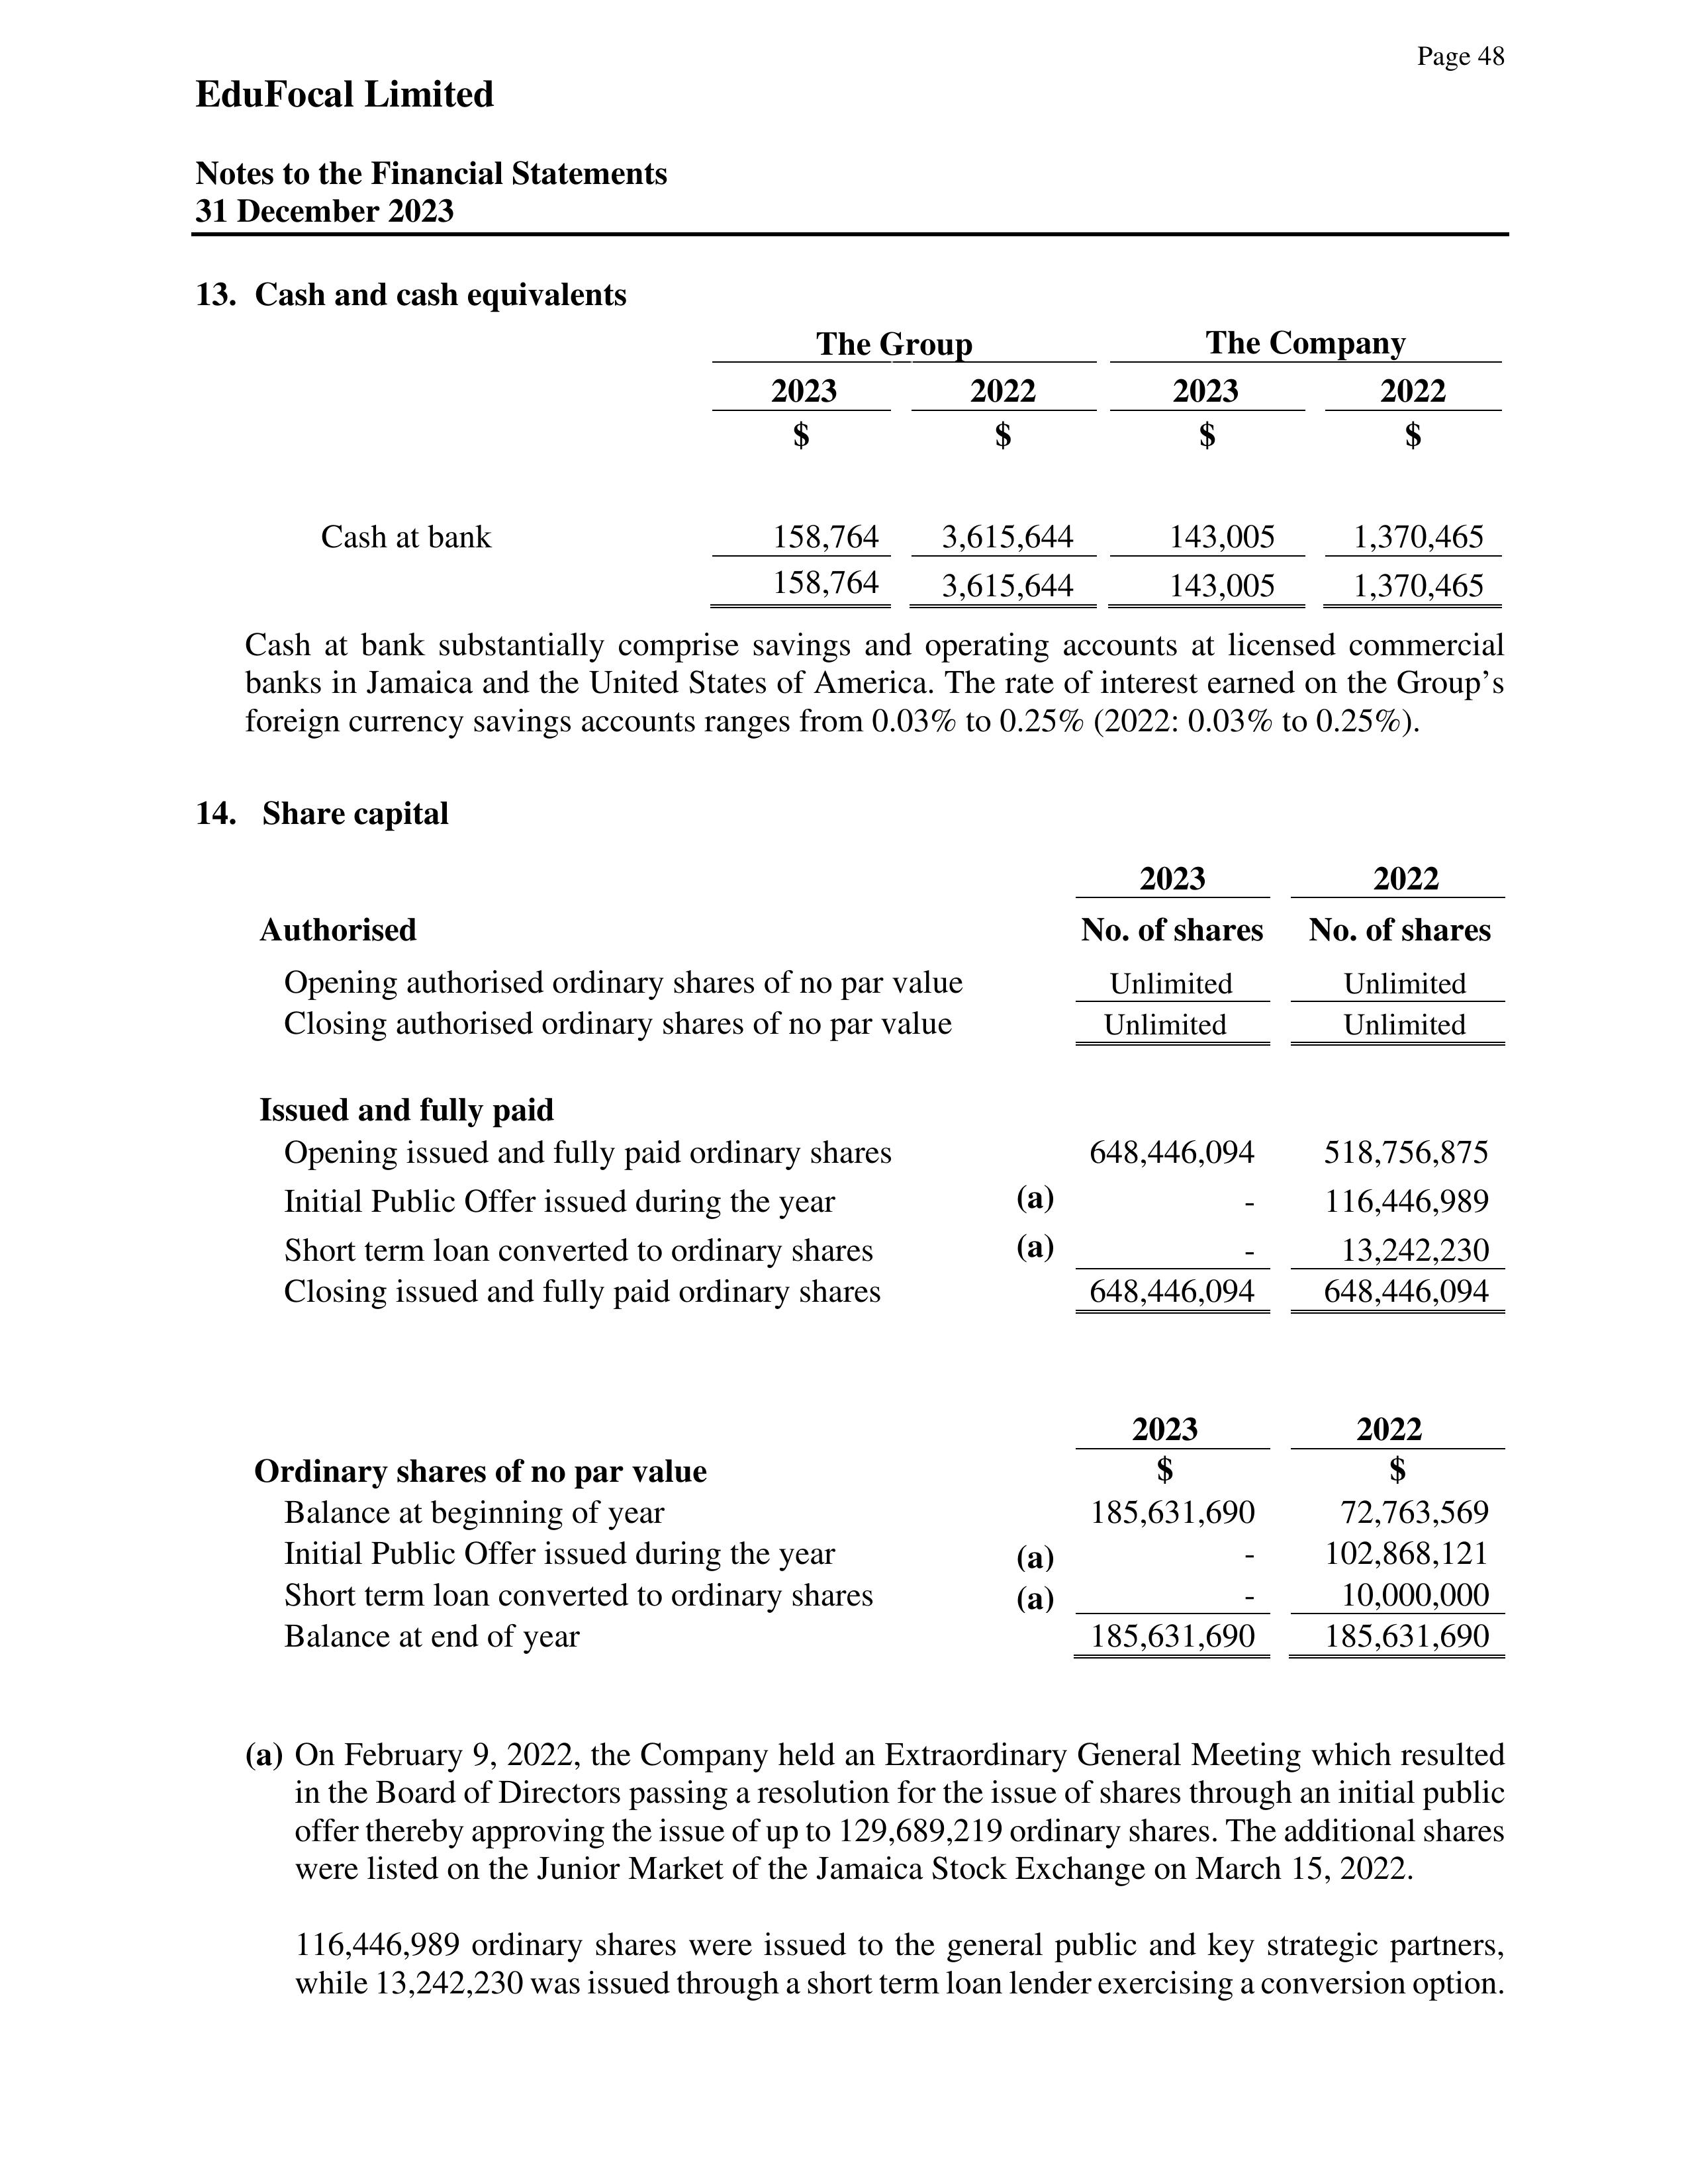 Page 48
EduFocal Limited
Notes to the Financial Statements
31 December 2023
13. Cash and cash equivalents
The Group The Company
2023 2022 2023 2022
$ $ $ $
Cash at bank 158,764 3,615,644 143,005 1,370,465
158,764 3,615,644 143,005 1,370,465
Cash at bank substantially comprise savings and operating accounts at licensed commercial
banks in Jamaica and the United States of America. The rate of interest earned on the Group's
foreign currency savings accounts ranges from 0.03% to 0.25% (2022: 0.03% to 0.25%).
14. Share capital
2023 2022
Authorised No. of shares No. of shares
Opening authorised ordinary shares of no par value Unlimited Unlimited
Closing authorised ordinary shares of no par value Unlimited Unlimited
Issued and fully paid
Opening issued and fully paid ordinary shares 648,446,094 518,756,875
Initial Public Offer issued during the year (a) - 116,446,989
Short term loan converted to ordinary shares (a) - 13,242,230
Closing issued and fully paid ordinary shares 648,446,094 648,446,094
2023 2022
Ordinary shares of no par value $ $
Balance at beginning of year 185,631,690 72,763,569
Initial Public Offer issued during the year (a) - 102,868,121
Short term loan converted to ordinary shares (a) - 10,000,000
Balance at end of year 185,631,690 185,631,690
(a) On February 9, 2022, the Company held an Extraordinary General Meeting which resulted
in the Board of Directors passing a resolution for the issue of shares through an initial public
offer thereby approving the issue of up to 129,689,219 ordinary shares. The additional shares
were listed on the Junior Market of the Jamaica Stock Exchange on March 15, 2022.
116,446,989 ordinary shares were issued to the general public and key strategic partners,
while 13,242,230 was issued through a short term loan lender exercising a conversion option.